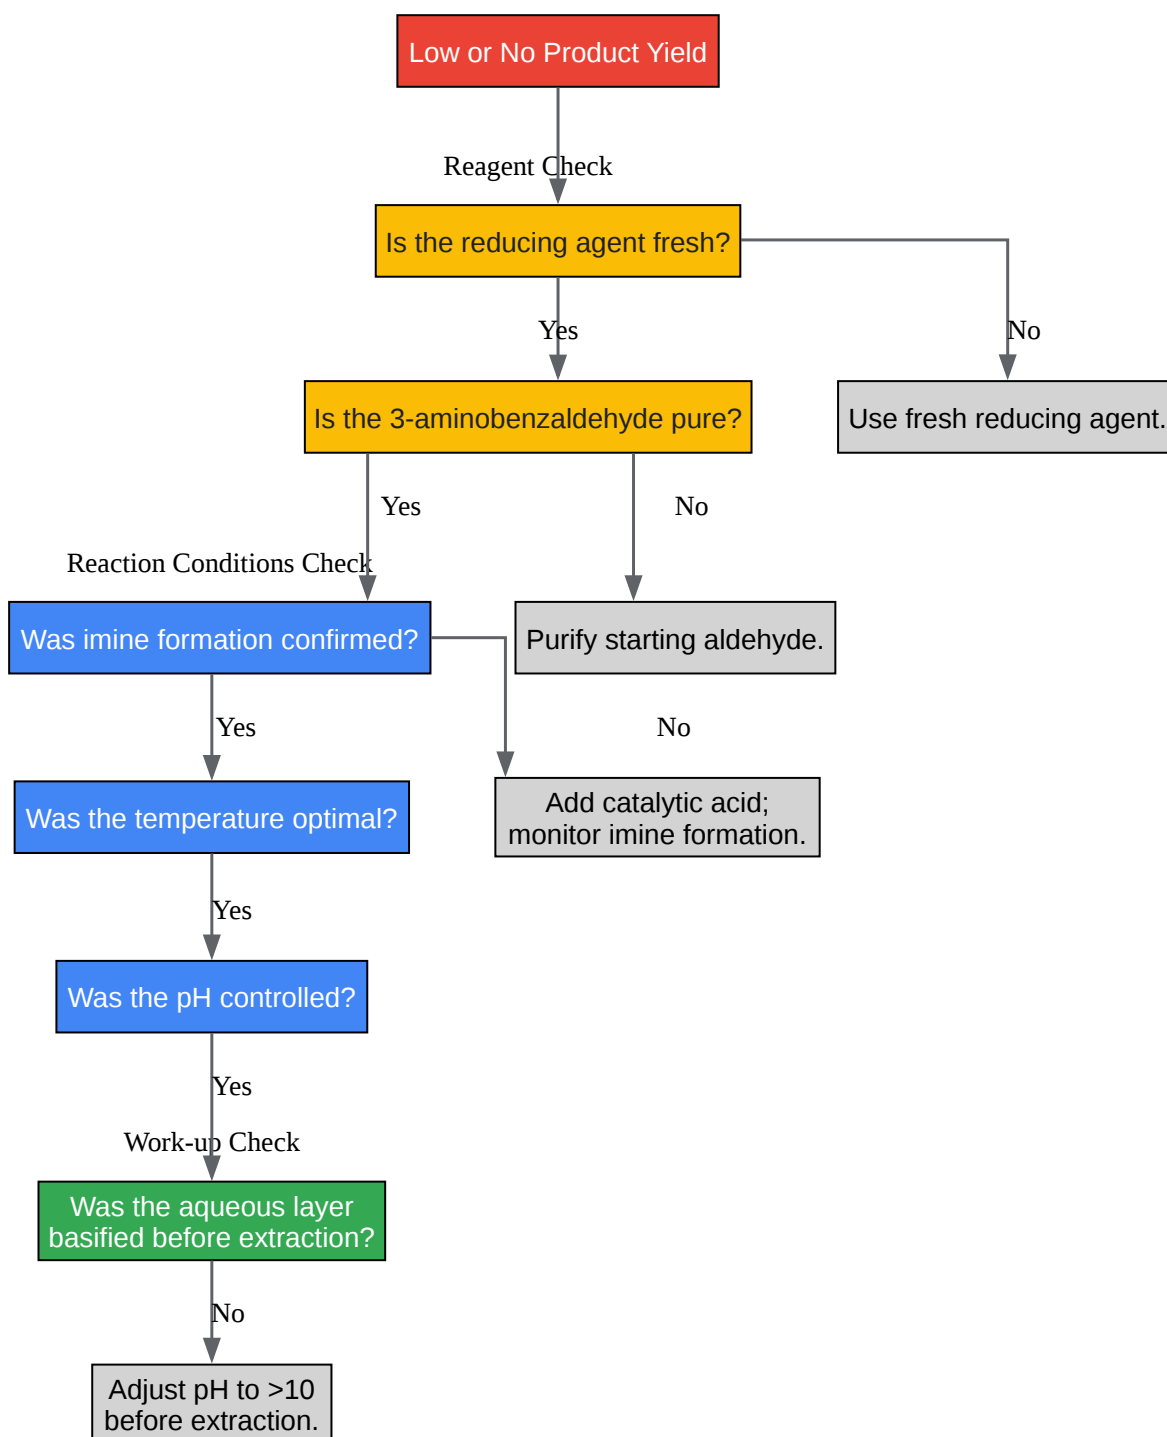 Low or No Product Yield
Reagent Check
Is the reducing agent fresh?
Yes
No
Is the 3-aminobenzaldehyde pure?
Use fresh reducing agent.
Yes
No
Reaction Conditions Check
Was imine formation confirmed?
Purify starting aldehyde.
Yes
No
Was the temperature optimal?
Add catalytic acid;
monitor imine formation.
Yes
Was the pH controlled?
Yes
Work-up Check
Was the aqueous layer
basified before extraction?
No
Adjust pH to >10
before extraction.